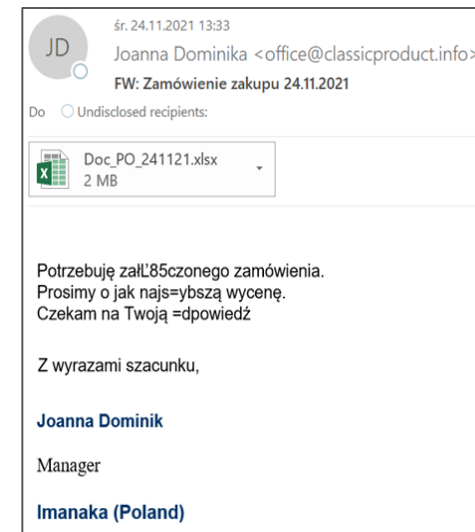 JD
śr. 24.11.2021 13:33
Joanna Dominika <office@classicproduct.info>
FW: Zamówienie zakupu 24.11.2021
Do Undisclosed recipients:
Doc_PO_241121.xlsx
2 MB
Potrzebuję załĽ85czonego zamówienia.
Prosimy o jak najs=ybszą wycenę.
Czekam na Twoją =dpowiedź
Z wyrazami szacunku,
Joanna Dominik
Manager
Imanaka (Poland)